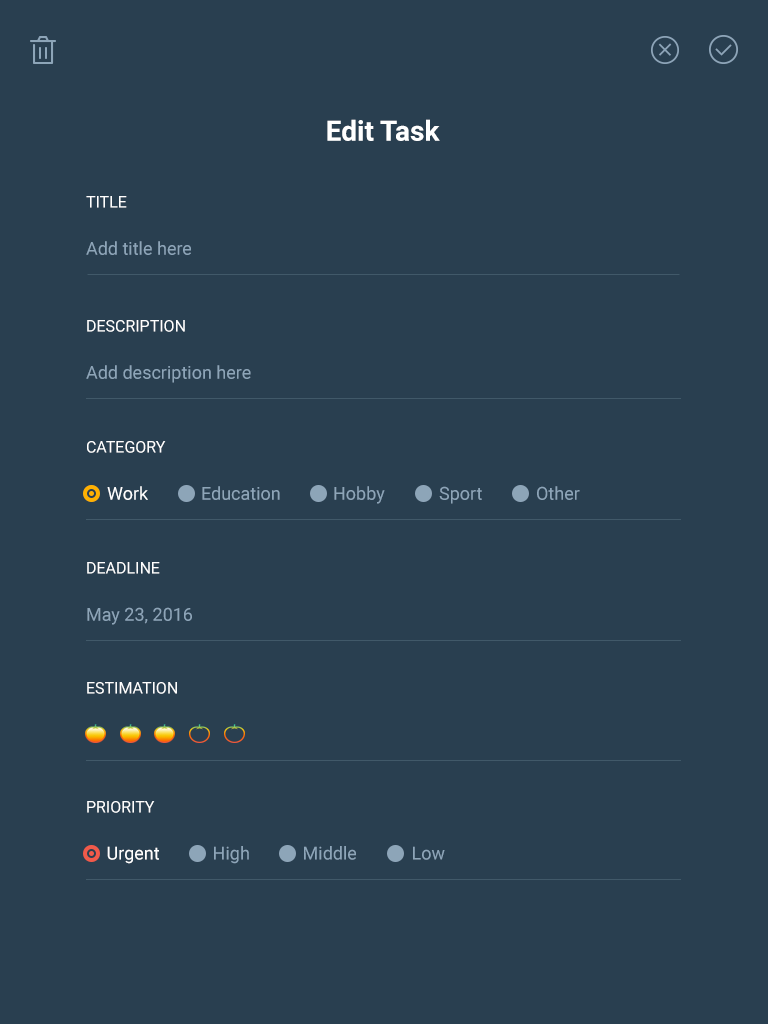 Edit Task
TITLE
Add title here
DESCRIPTION
Add description here
CATEGORY
Work Education Hobby Sport Other
DEADLINE
May 23, 2016
ESTIMATION
PRIORITY
Urgent High Middle Low